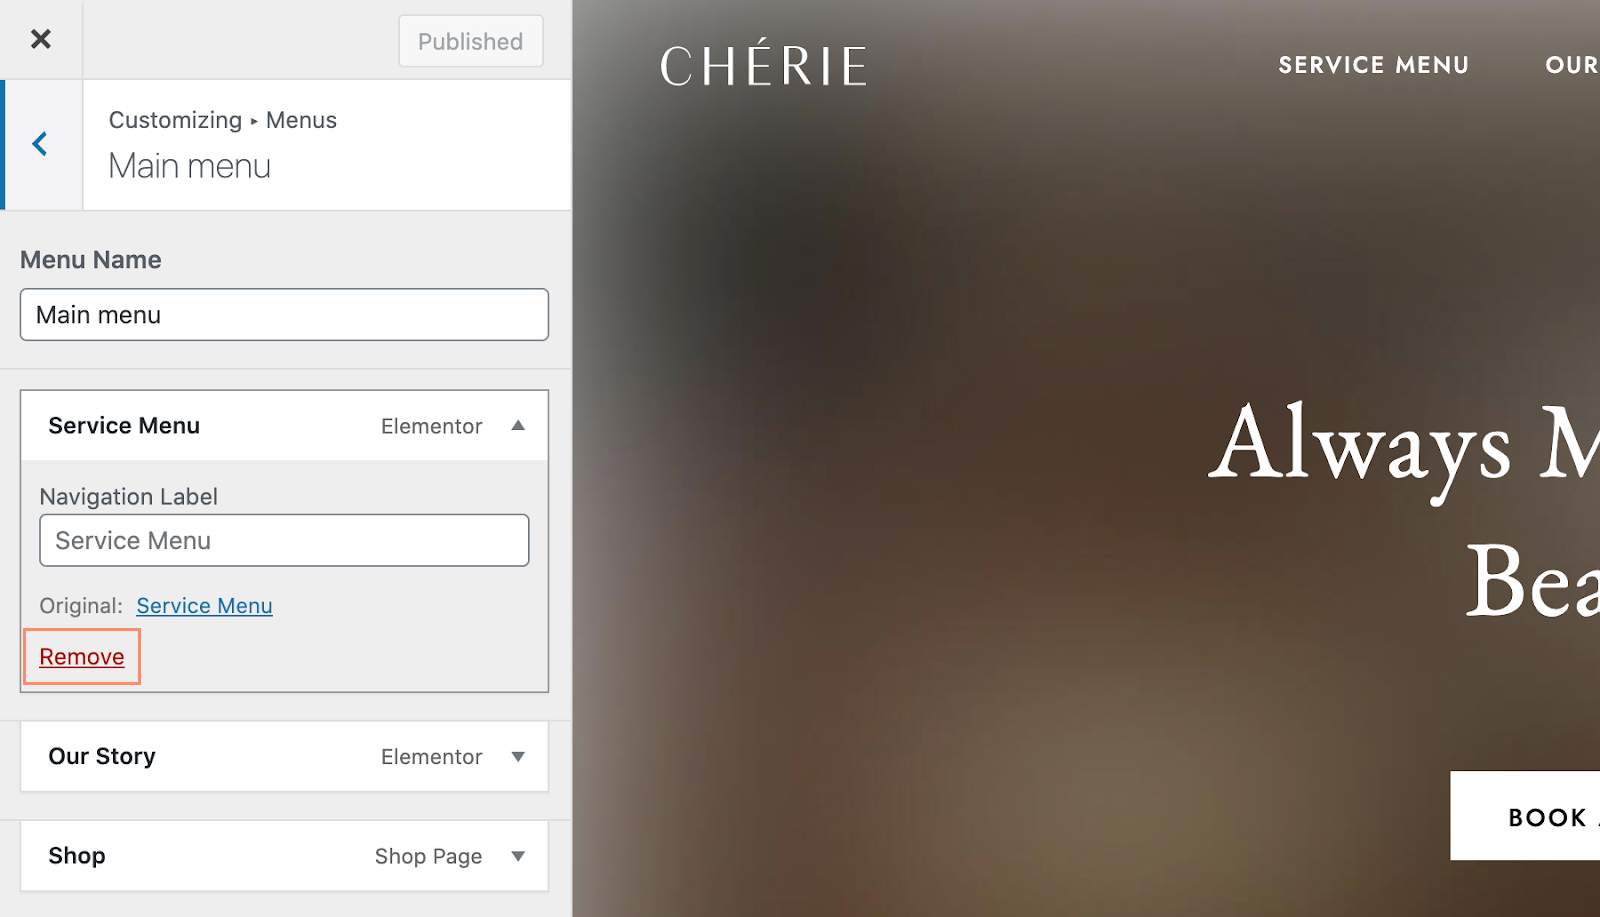 Published
Customizing ▸ Menus
Main menu
Menu Name
Main menu
Service Menu Elementor
Navigation Label
Service Menu
Original: Service Menu
Remove
Our Story Elementor
Shop Shop Page
CHÉRIE
SERVICE MENU OUR
Always M
Bea
BOOK